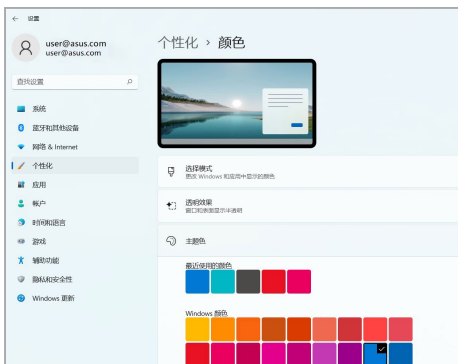 ← 设置
user@asus.com
user@asus.com
查找设置
系统
蓝牙和其他设备
网络 & Internet
个性化
应用
帐户
时间和语言
游戏
辅助功能
隐私和安全性
Windows 更新
个性化 › 颜色
选择模式
更改 Windows 和应用中显示的颜色
透明效果
窗口和表面显示半透明
主题色
最近使用的颜色
Windows 颜色